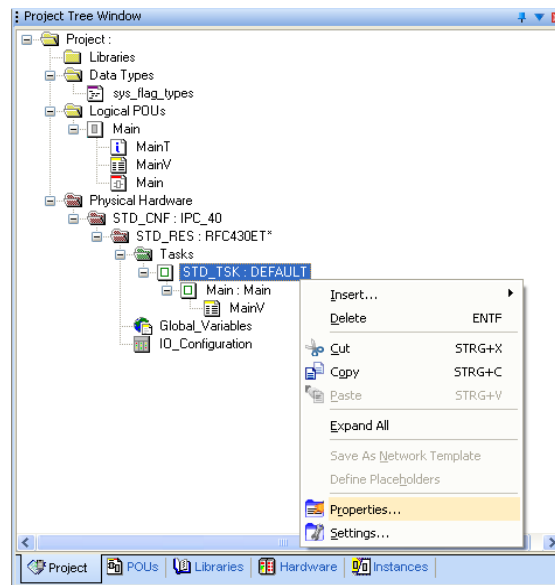 Project Tree Window
Project :
Libraries
Data Types
sys_flag_types
Logical POUs
Main
MainT
MainV
Main
Physical Hardware
STD_CNF : IPC_40
STD_RES : RFC430ET*
Tasks
STD_TSK : DEFAULT
Main : Main
MainV
Global_Variables
IO_Configuration
Insert...
Delete ENTF
Cut STRG+X
Copy STRG+C
Paste STRG+V
Expand All
Save As Network Template
Define Placeholders
Properties...
Settings...
Project POUs Libraries Hardware Instances